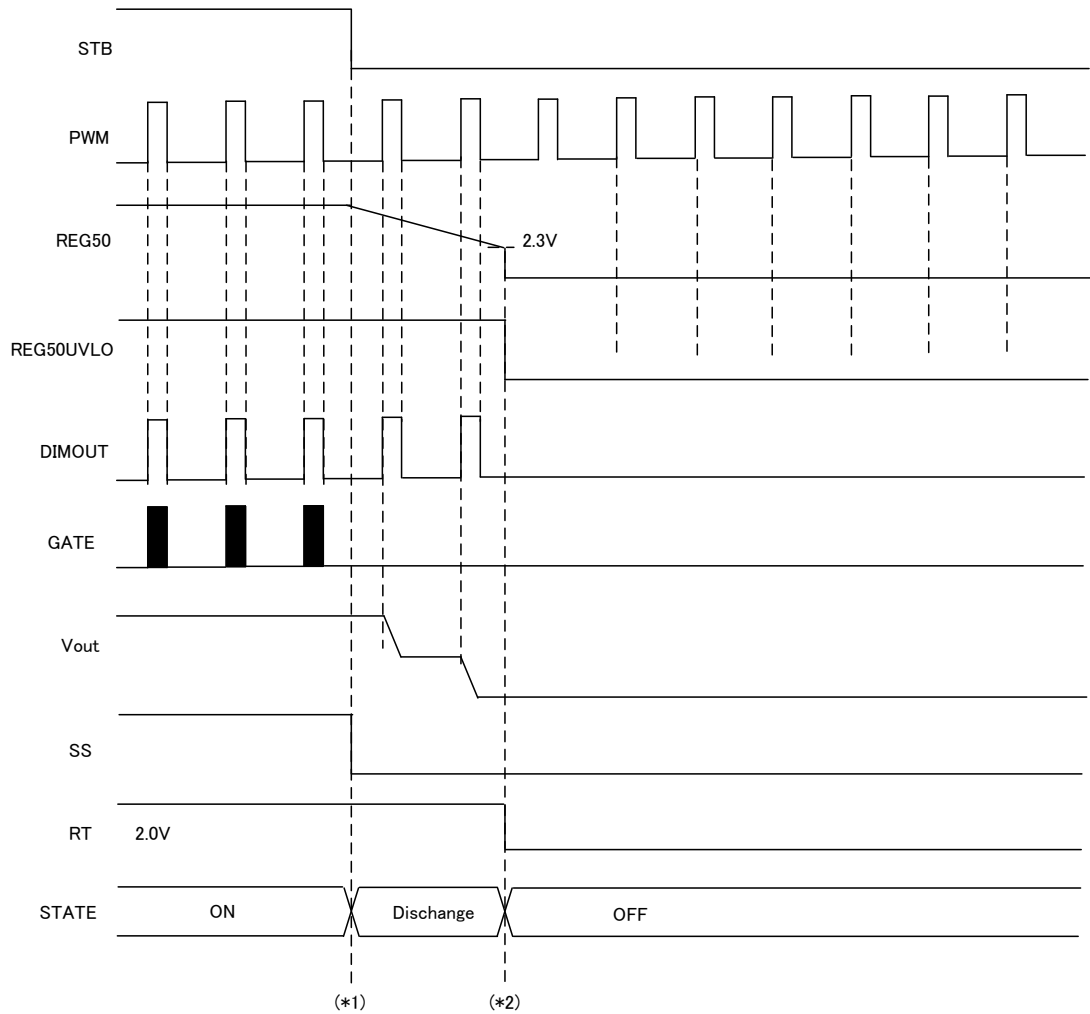 STB
PWM
REG50
2.3V
REG50UVLO
DIMOUT
GATE
Vout
SS
RT 2.0V
STATE ON Dischange OFF
(*1) (*2)